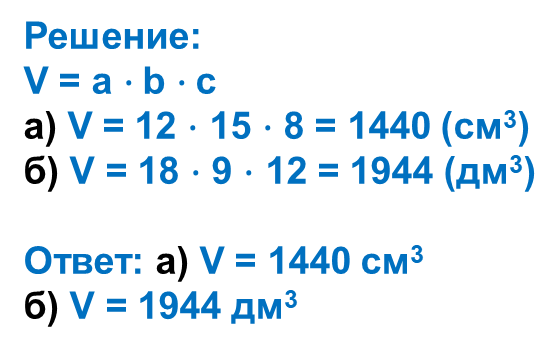 Решение:
V = a · b · c
а) V = 12 · 15 · 8 = 1440 (см³)
б) V = 18 · 9 · 12 = 1944 (дм³)
Ответ: а) V = 1440 см³
б) V = 1944 дм³